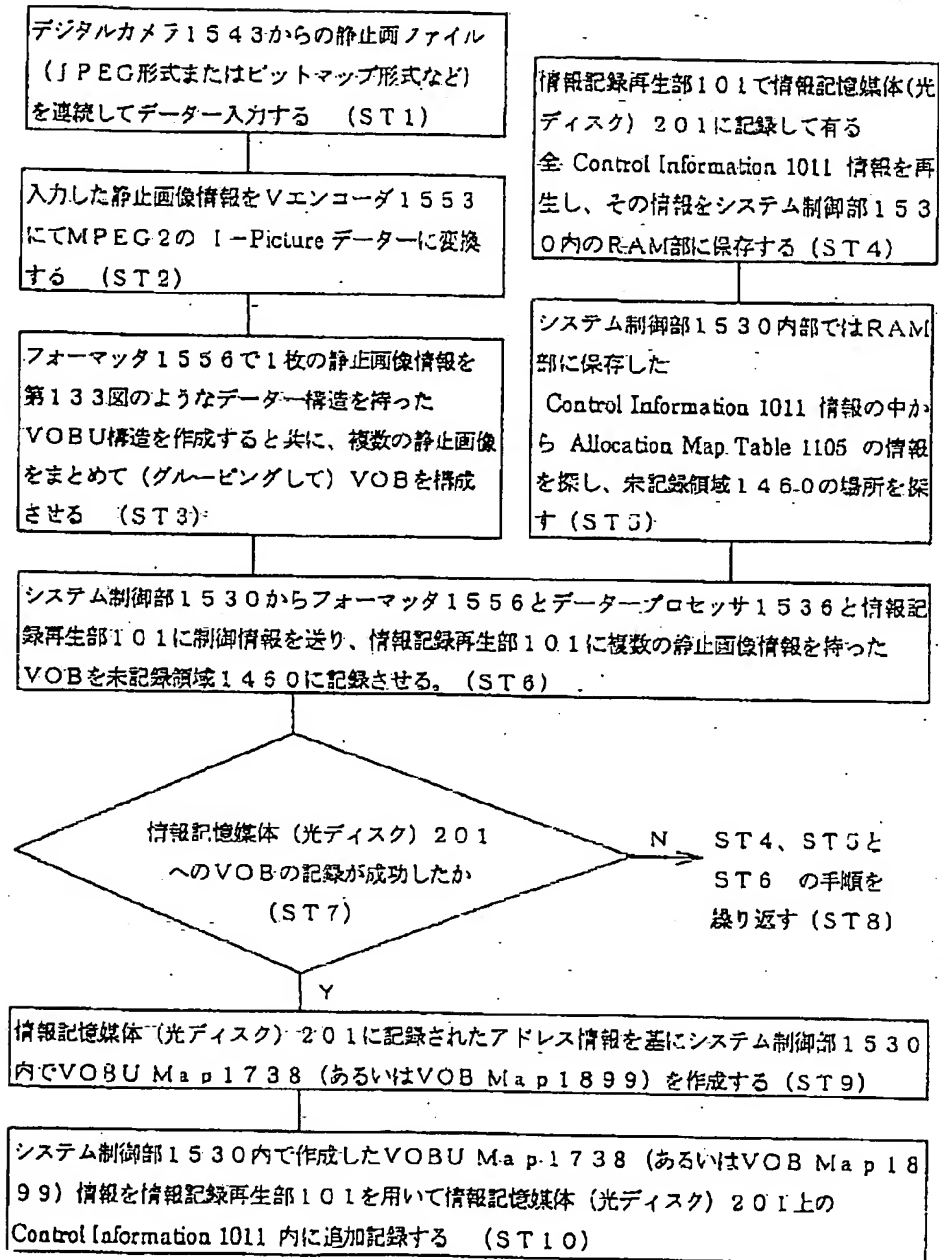 デジタルカメラ1543からの静止画ファイル
(JPEG形式またはビットマップ形式など)
を連続してデーター入力する (ST1)
入力した静止画像情報をVエンコーダ1553
にてMPEG2の I-Picture データーに変換
する (ST2)
フォーマッタ1556で1枚の静止画像情報を
第133図のようなデーター構造を持った
VOBU構造を作成すると共に、複数の静止画像
をまとめて(グルーピングして)VOBを構成
させる (ST3)
情報記録再生部101で情報記憶媒体(光
ディスク)201に記録して有る
全 Control Information 1011 情報を再
生し、その情報をシステム制御部153
0内のRAM部に保存する(ST4)
システム制御部1530内部ではRAM
部に保存した
Control Information 1011 情報の中か
ら Allocation Map Table 1105 の情報
を探し、未記録領域1460の場所を探
す(ST5)
システム制御部1530からフォーマッタ1556とデータープロセッサ1536と情報記
録再生部101に制御情報を送り、情報記録再生部101に複数の静止画像情報を持った
VOBを未記録領域1460に記録させる。(ST6)
情報記憶媒体(光ディスク)201
へのVOBの記録が成功したか
(ST7)
N
ST4、ST5と
ST6 の手順を
繰り返す(ST8)
Y
情報記憶媒体(光ディスク)201に記録されたアドレス情報を基にシステム制御部1530
内でVOBU Map1738(あるいはVOB Map1899)を作成する(ST9)
システム制御部1530内で作成したVOBU Map1738(あるいはVOB Map18
99)情報を情報記録再生部101を用いて情報記憶媒体(光ディスク)201上の
Control Information 1011 内に追加記録する (ST10)